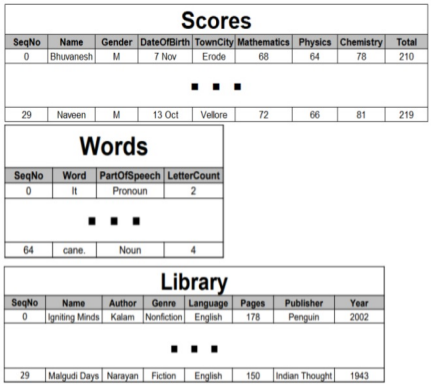 Scores
SeqNo Name Gender DateOfBirth TownCity Mathematics Physics Chemistry Total
0 Bhuvanesh M 7 Nov Erode 68 64 78 210
29 Naveen M 13 Oct Vellore 72 66 81 219
Words
SeqNo Word PartOfSpeech LetterCount
0 It Pronoun 2
64 cane. Noun 4
Library
SeqNo Name Author Genre Language Pages Publisher Year
0 Igniting Minds Kalam Nonfiction English 178 Penguin 2002
29 Malgudi Days Narayan Fiction English 150 Indian Thought 1943